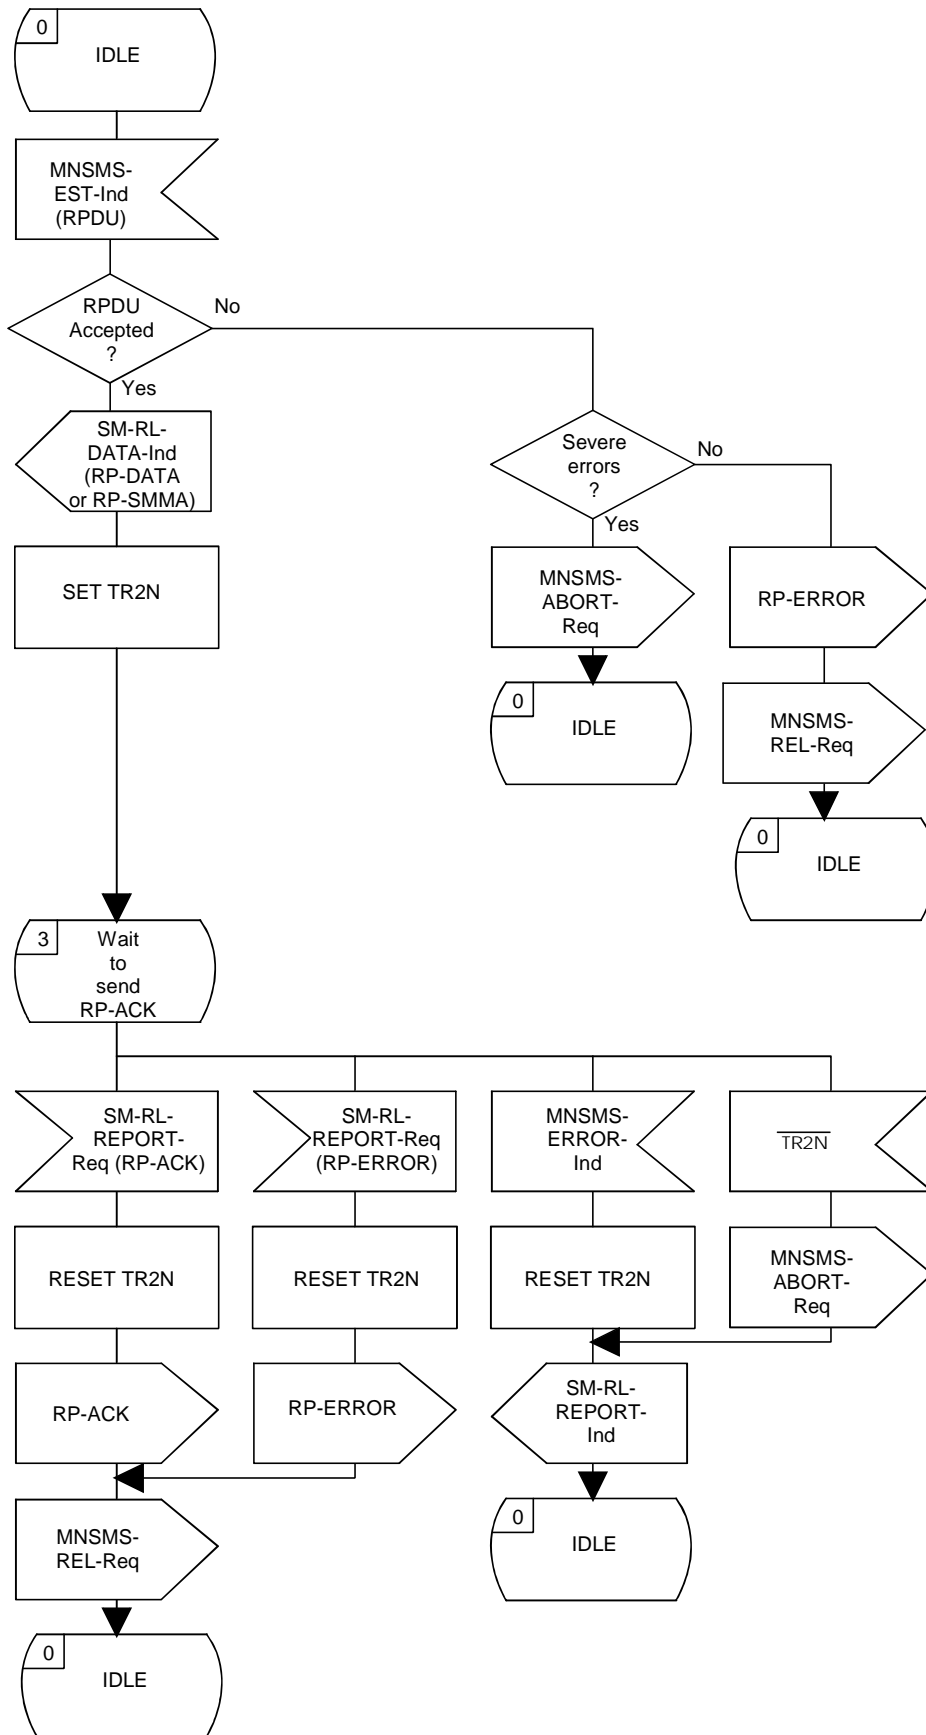 0
IDLE
MNSMS-
EST-Ind
(RPDU)
RPDU
Accepted
?
No
Yes
SM-RL-
DATA-Ind
(RP-DATA
or RP-SMMA)
Severe
errors
?
No
Yes
SET TR2N
MNSMS-
ABORT-
Req
RP-ERROR
0
IDLE
MNSMS-
REL-Req
0
IDLE
3
Wait
to
send
RP-ACK
SM-RL-
REPORT-
Req (RP-ACK)
SM-RL-
REPORT-Req
(RP-ERROR)
MNSMS-
ERROR-
Ind
TR2N
RESET TR2N
RESET TR2N
RESET TR2N
MNSMS-
ABORT-
Req
RP-ACK
RP-ERROR
SM-RL-
REPORT-
Ind
MNSMS-
REL-Req
0
IDLE
0
IDLE